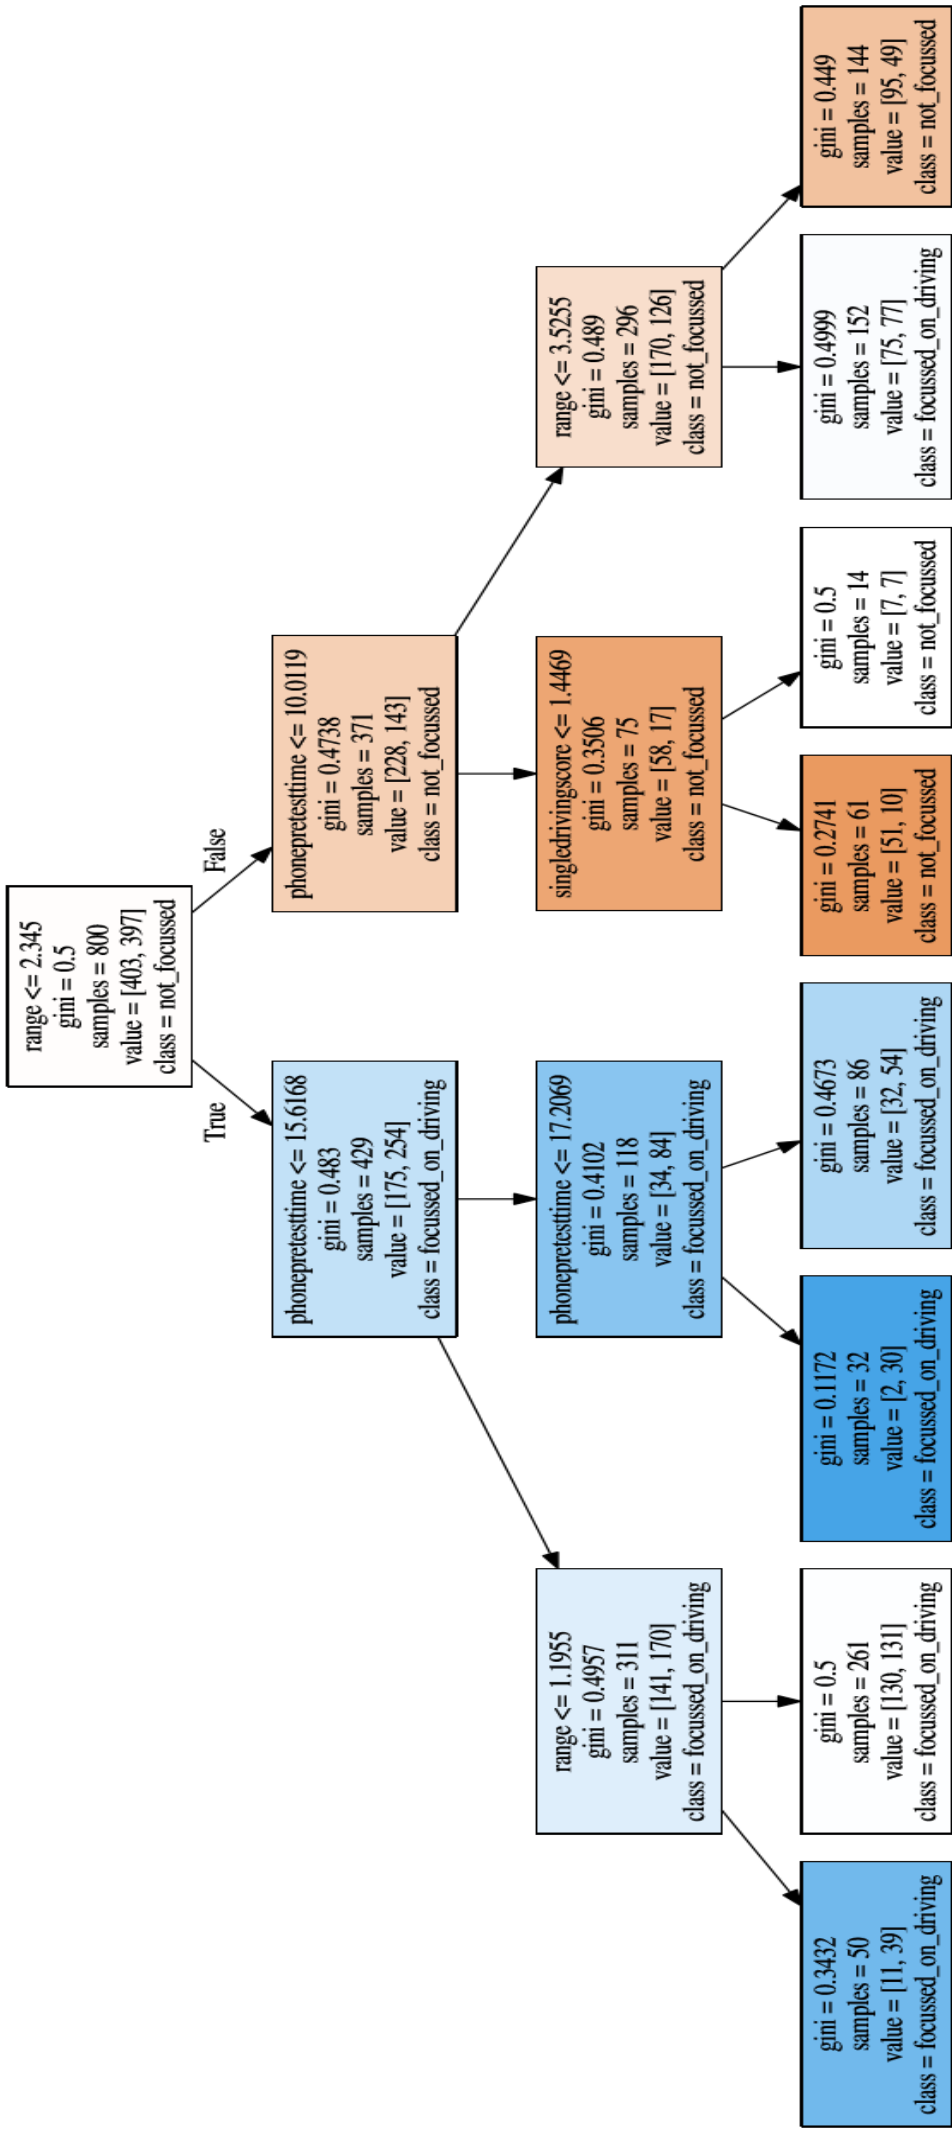 range <= 2.345
gini = 0.5
samples = 800
value = [403, 397]
class = not_focussed
True
False
phonepretesttime <= 15.6168
gini = 0.483
samples = 429
value = [175, 254]
class = focussed_on_driving
phonepretesttime <= 10.0119
gini = 0.4738
samples = 371
value = [228, 143]
class = not_focussed
range <= 1.1955
gini = 0.4957
samples = 311
value = [141, 170]
class = focussed_on_driving
phonepretesttime <= 17.2069
gini = 0.4102
samples = 118
value = [34, 84]
class = focussed_on_driving
singledrivingscore <= 1.4469
gini = 0.3506
samples = 75
value = [58, 17]
class = not_focussed
range <= 3.5255
gini = 0.489
samples = 296
value = [170, 126]
class = not_focussed
gini = 0.3432
samples = 50
value = [11, 39]
class = focussed_on_driving
gini = 0.5
samples = 261
value = [130, 131]
class = focussed_on_driving
gini = 0.1172
samples = 32
value = [2, 30]
class = focussed_on_driving
gini = 0.4673
samples = 86
value = [32, 54]
class = focussed_on_driving
gini = 0.2741
samples = 61
value = [51, 10]
class = not_focussed
gini = 0.5
samples = 14
value = [7, 7]
class = not_focussed
gini = 0.4999
samples = 152
value = [75, 77]
class = focussed_on_driving
gini = 0.449
samples = 144
value = [95, 49]
class = not_focussed